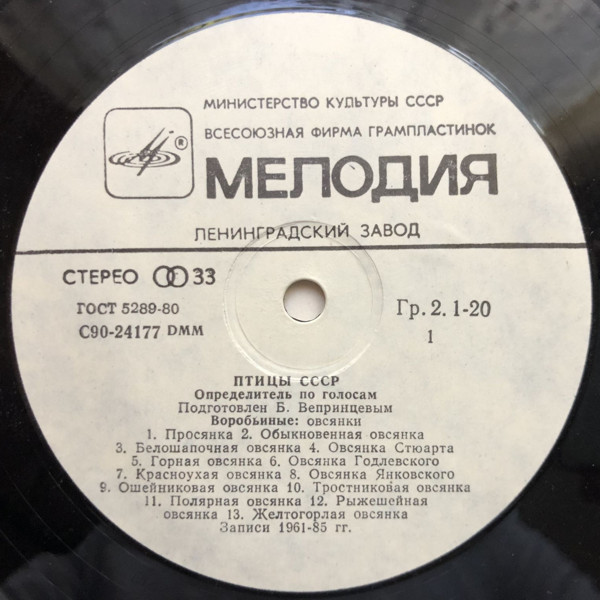 МИНИСТЕРСТВО КУЛЬТУРЫ СССР
ВСЕСОЮЗНАЯ ФИРМА ГРАМПЛАСТИНОК
®
МЕЛОДИЯ
ЛЕНИНГРАДСКИЙ ЗАВОД
СТЕРЕО 33
ГОСТ 5289-80
Гр. 2. 1-20
С90-24177 DMM
1
ПТИЦЫ СССР
Определитель по голосам
Подготовлен Б. Вепринцевым
Воробьиные: овсянки
1. Просянка 2. Обыкновенная овсянка
3. Белошапочная овсянка 4. Овсянка Стюарта
5. Горная овсянка 6. Овсянка Годлевского
7. Красноухая овсянка 8. Овсянка Янковского
9. Ошейниковая овсянка 10. Тростниковая овсянка
11. Полярная овсянка 12. Рыжешейная
овсянка 13. Желтогорлая овсянка
Записи 1961-85 гг.